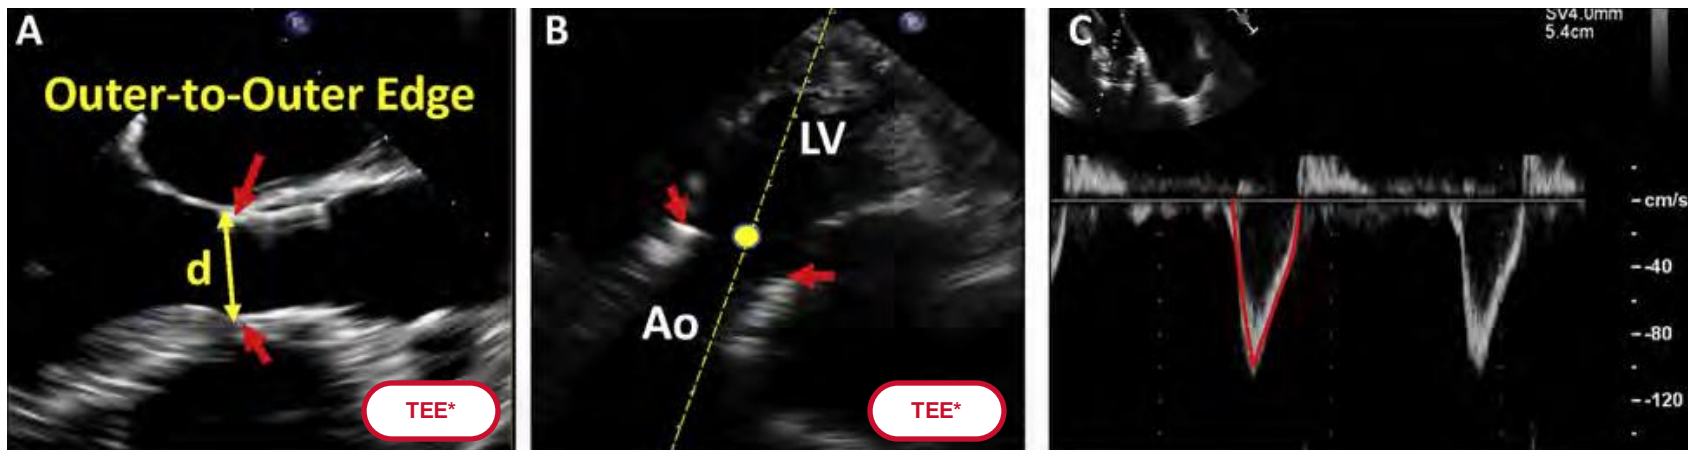 A
Outer-to-Outer Edge
d
TEE*
B
LV
Ao
TEE*
C
SV4.0mm
5.4cm
cm/s
-40
-80
-120